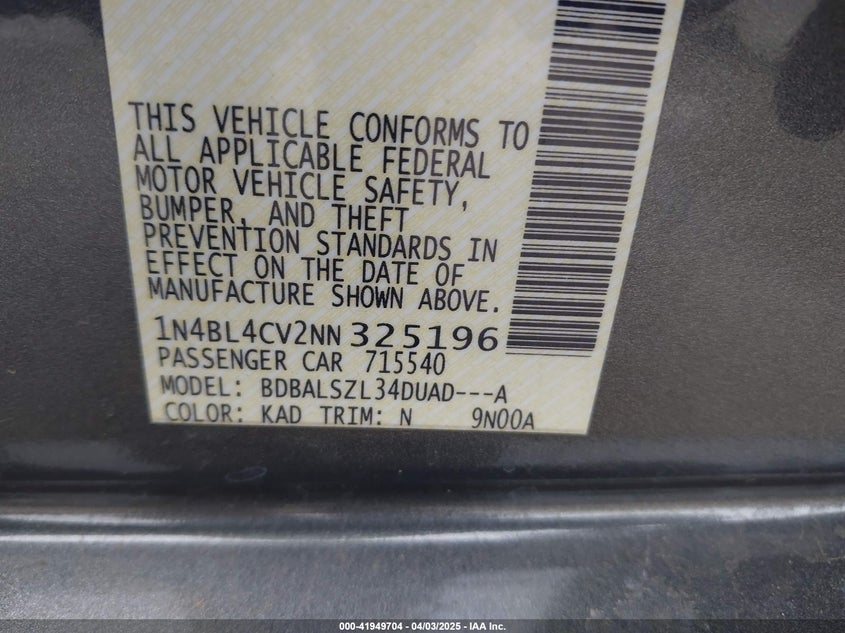 THIS VEHICLE CONFORMS TO
ALL APPLICABLE FEDERAL
MOTOR VEHICLE SAFETY,
BUMPER, AND THEFT
PREVENTION STANDARDS IN
EFFECT ON THE DATE OF
MANUFACTURE SHOWN ABOVE.
1N4BL4CV2NN325196
PASSENGER CAR 715540
MODEL: BDBALSZL34DUAD---A
COLOR: KAD TRIM: N 9N00A
000-41949704 - 04/03/2025 - IAA Inc.